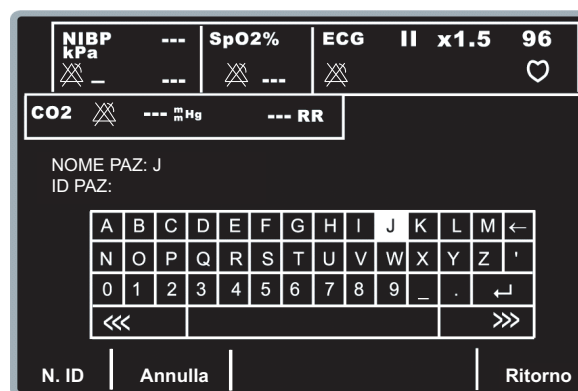 NIBP --- SpO2% ECG II x1.5 96
kPa
– --- ---
CO2 --- mmHg --- RR
NOME PAZ: J
ID PAZ:
A B C D E F G H I J K L M ←
N O P Q R S T U V W X Y Z '
0 1 2 3 4 5 6 7 8 9 _ . ↵
<<< >>>
N. ID Annulla Ritorno